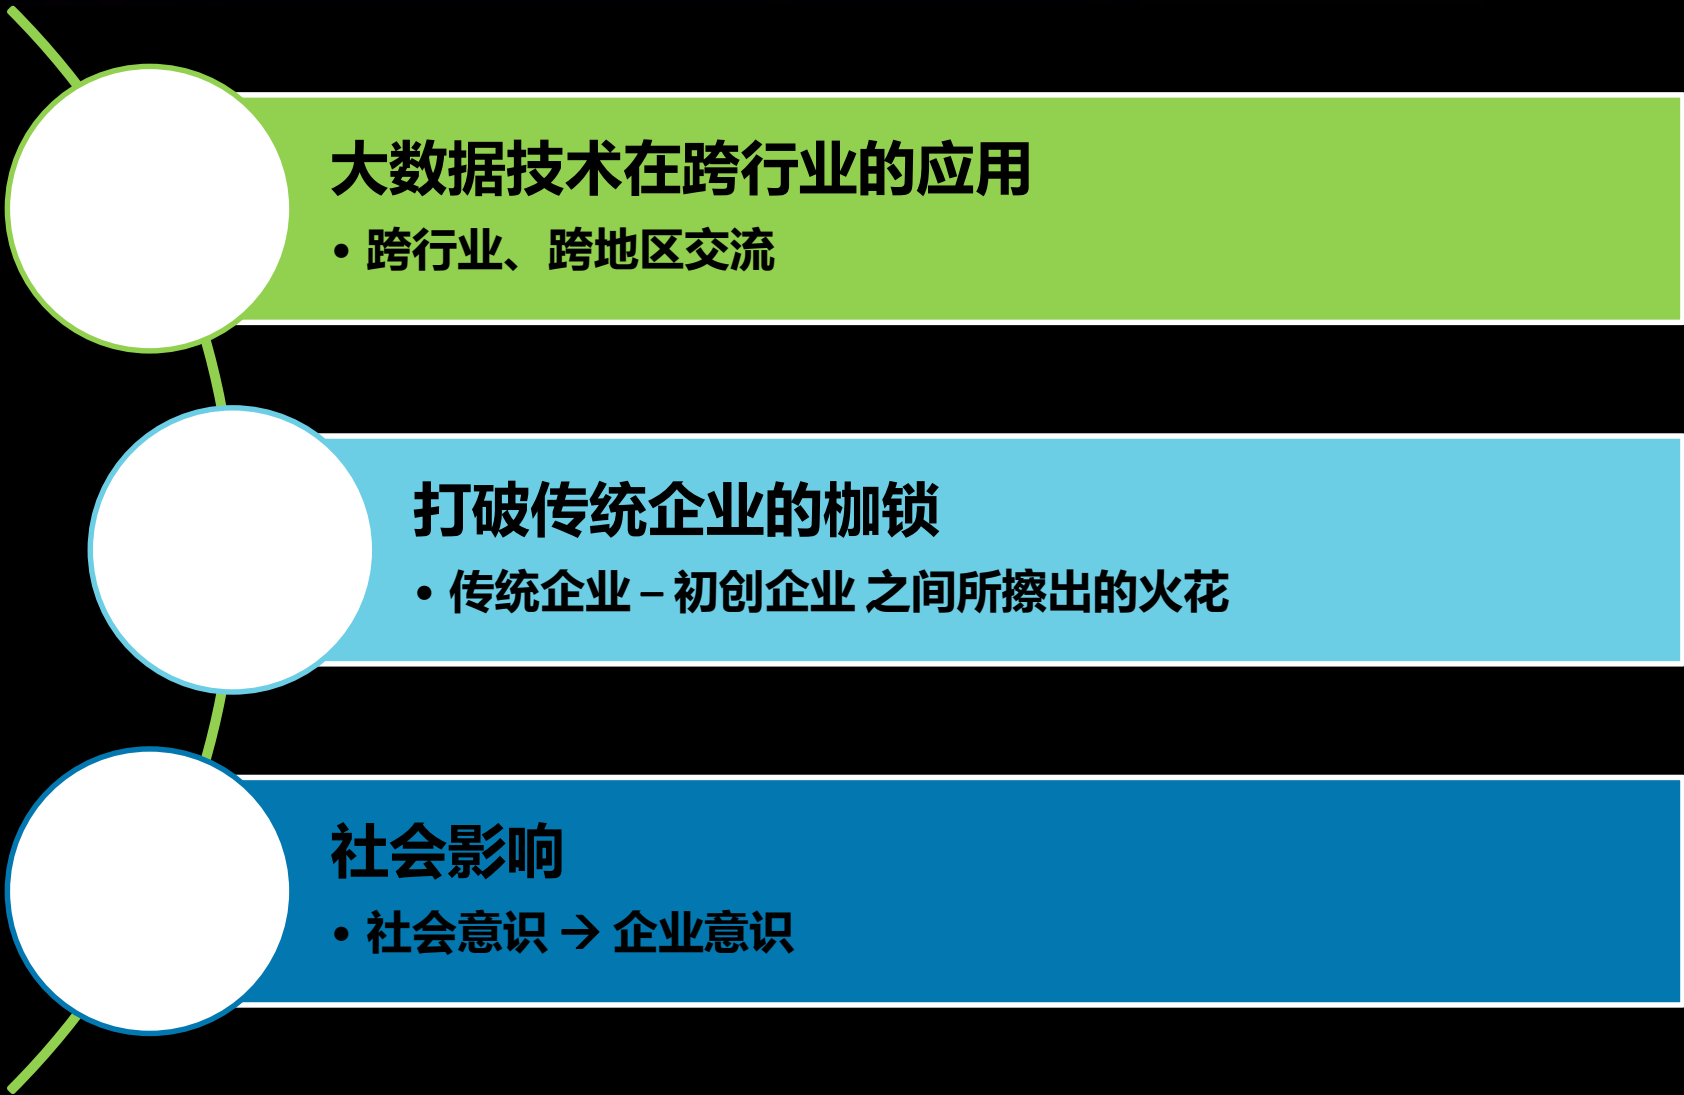 大数据技术在跨行业的应用
• 跨行业、跨地区交流
打破传统企业的枷锁
• 传统企业 – 初创企业 之间所擦出的火花
社会影响
• 社会意识 → 企业意识